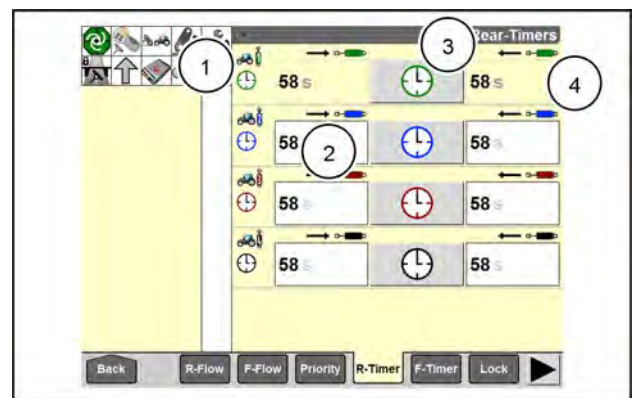 Rear-Timers
3
1
4
58 s
58 s
58
2
58 s
58 s
58 s
58 s
58 s
Back
R-Flow
F-Flow
Priority
R-Timer
F-Timer
Lock